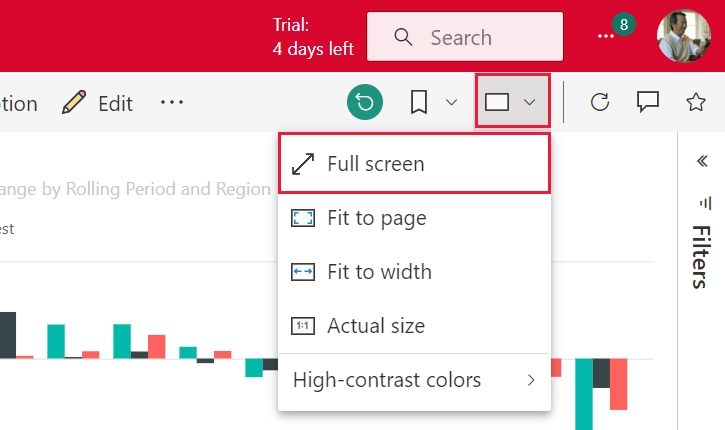 Trial:
4 days left
Search
8
Edit
Full screen
ange by Rolling Period and Region
Fit to page
est
Fit to width
1:1 Actual size
High-contrast colors
Filters